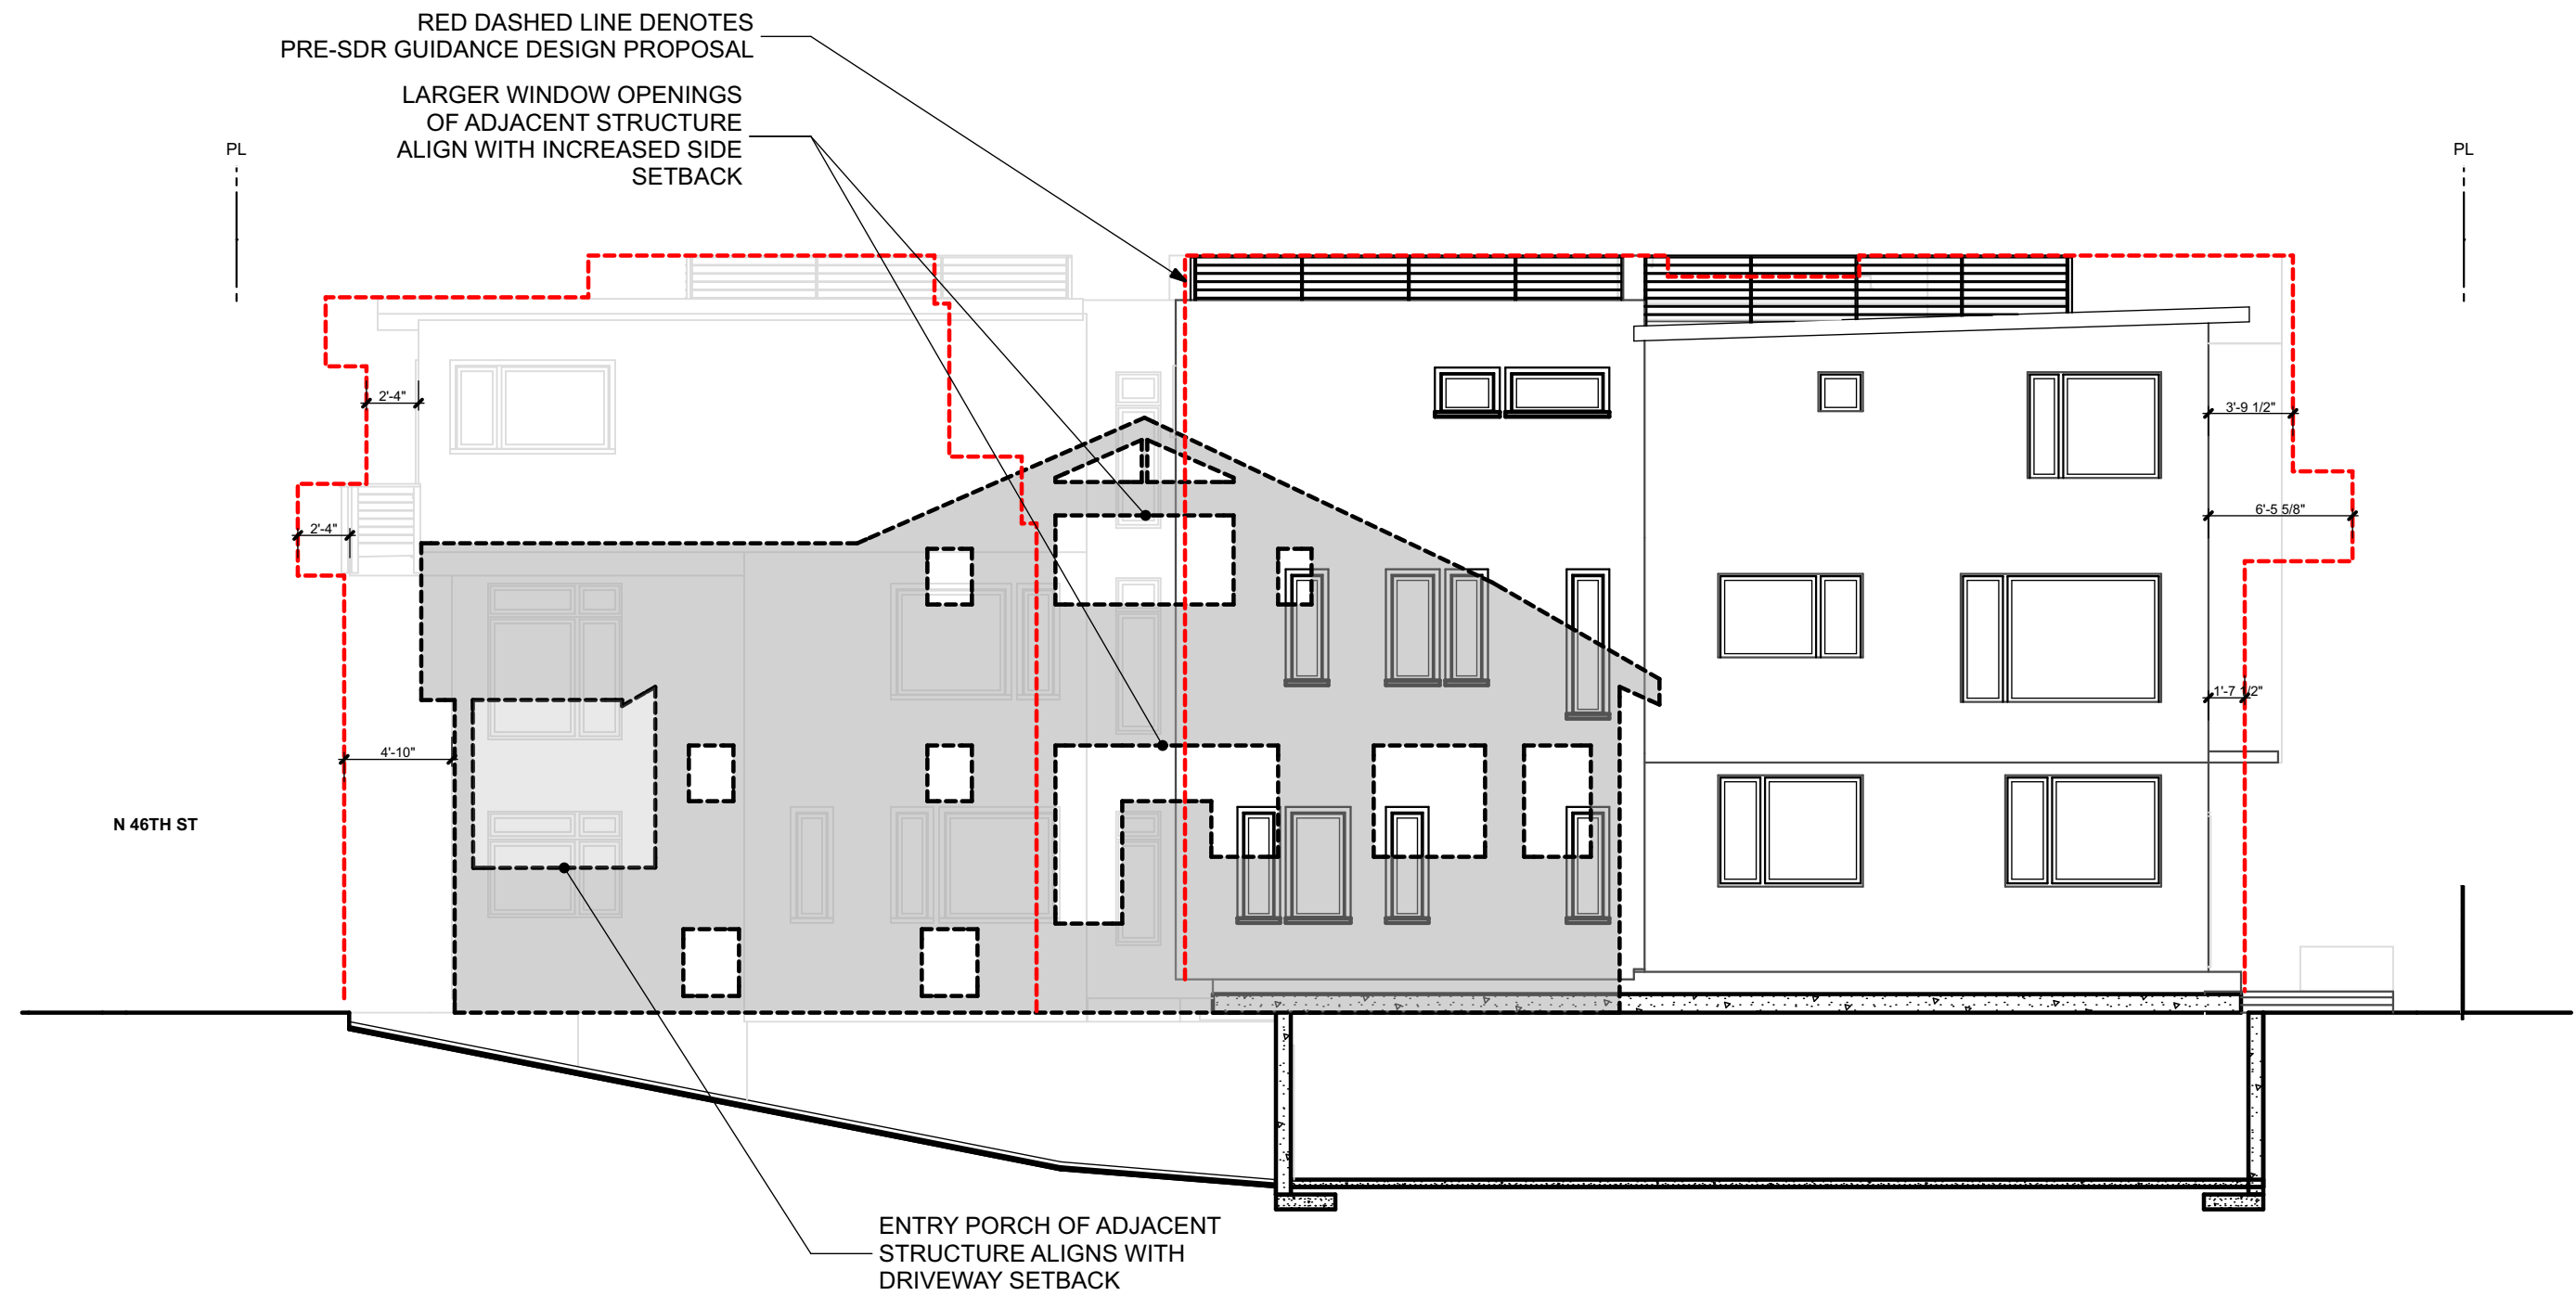 RED DASHED LINE DENOTES
PRE-SDR GUIDANCE DESIGN PROPOSAL
LARGER WINDOW OPENINGS
OF ADJACENT STRUCTURE
ALIGN WITH INCREASED SIDE
SETBACK
PL
PL
2'-4"
3'-9 1/2"
2'-4"
6'-5 5/8"
1'-7 1/2"
4'-10"
N 46TH ST
ENTRY PORCH OF ADJACENT
STRUCTURE ALIGNS WITH
DRIVEWAY SETBACK